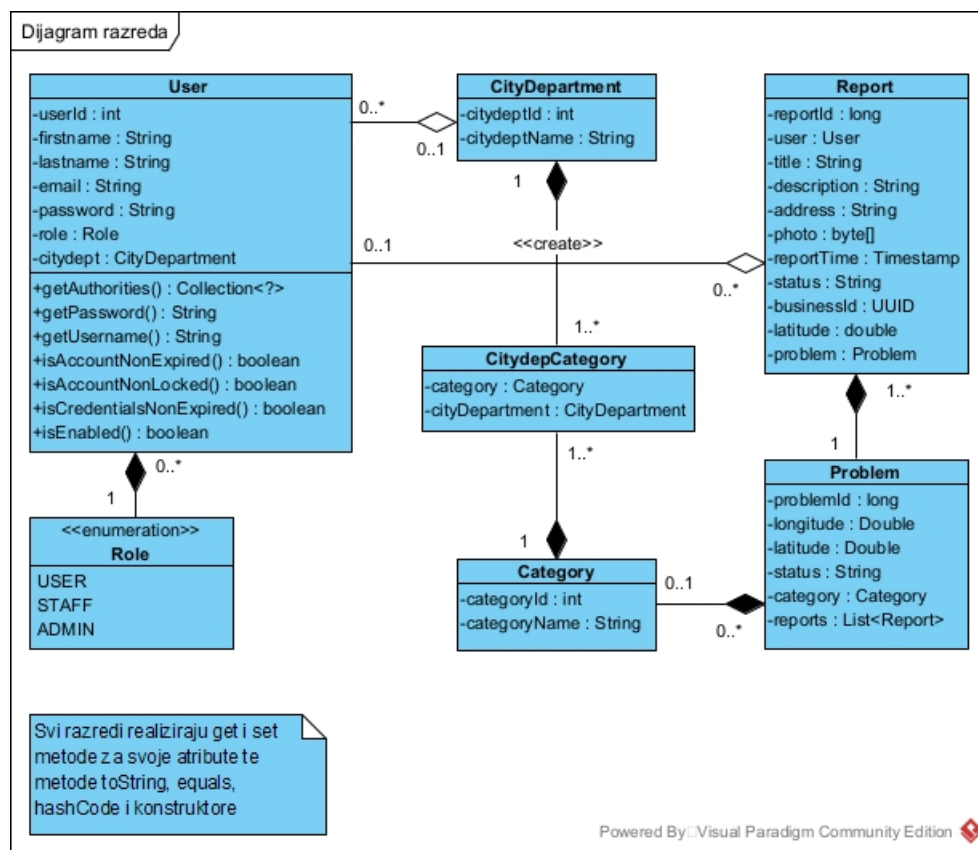 Dijagram razreda
User
-userId : int
-firstname : String
-lastname : String
-email : String
-password : String
-role : Role
-citydept : CityDepartment
+getAuthorities() : Collection<?>
+getPassword() : String
+getUsername() : String
+isAccountNonExpired() : boolean
+isAccountNonLocked() : boolean
+isCredentialsNonExpired() : boolean
+isEnabled() : boolean
0..*
0..1
CityDepartment
-citydeptId : int
-citydeptName : String
1
<<create>>
0..1
0..*
1..*
Report
-reportId : long
-user : User
-title : String
-description : String
-address : String
-photo : byte[]
-reportTime : Timestamp
-status : String
-businessId : UUID
-latitude : double
-problem : Problem
CitydepCategory
-category : Category
-cityDepartment : CityDepartment
1..*
1
1..*
1
0..*
1
<<enumeration>>
Role
USER
STAFF
ADMIN
Category
-categoryId : int
-categoryName : String
0..1
0..*
Problem
-problemId : long
-longitude : Double
-latitude : Double
-status : String
-category : Category
-reports : List<Report>
Svi razredi realiziraju get i set
metode za svoje atribute te
metode toString, equals,
hashCode i konstruktore
Powered By Visual Paradigm Community Edition